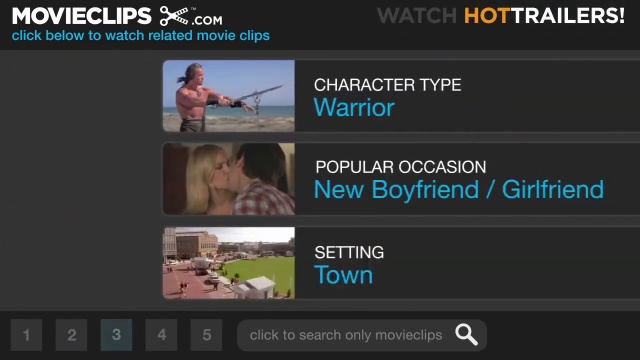 MOVIECLIPS .COM™
WATCH HOTTRAILERS!
click below to watch related movie clips
CHARACTER TYPE
Warrior
POPULAR OCCASION
New Boyfriend / Girlfriend
SETTING
Town
1 2 3 4 5 click to search only movieclips